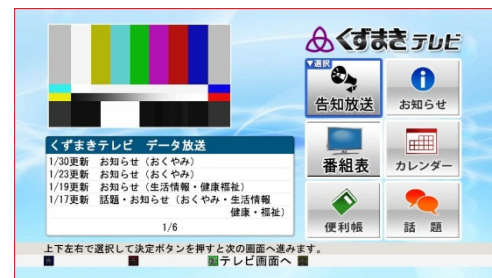 くずまきテレビ
▼選択
告知放送
お知らせ
くずまきテレビ データ放送
1/30更新 お知らせ（おくやみ）
1/23更新 お知らせ（おくやみ）
1/19更新 お知らせ（生活情報・健康福祉）
1/17更新 話題・お知らせ（おくやみ・生活情報
健康・福祉）
1/6
番組表
カレンダー
便利帳
話題
上下左右で選択して決定ボタンを押すと次の画面へ進みます。
テレビ画面へ